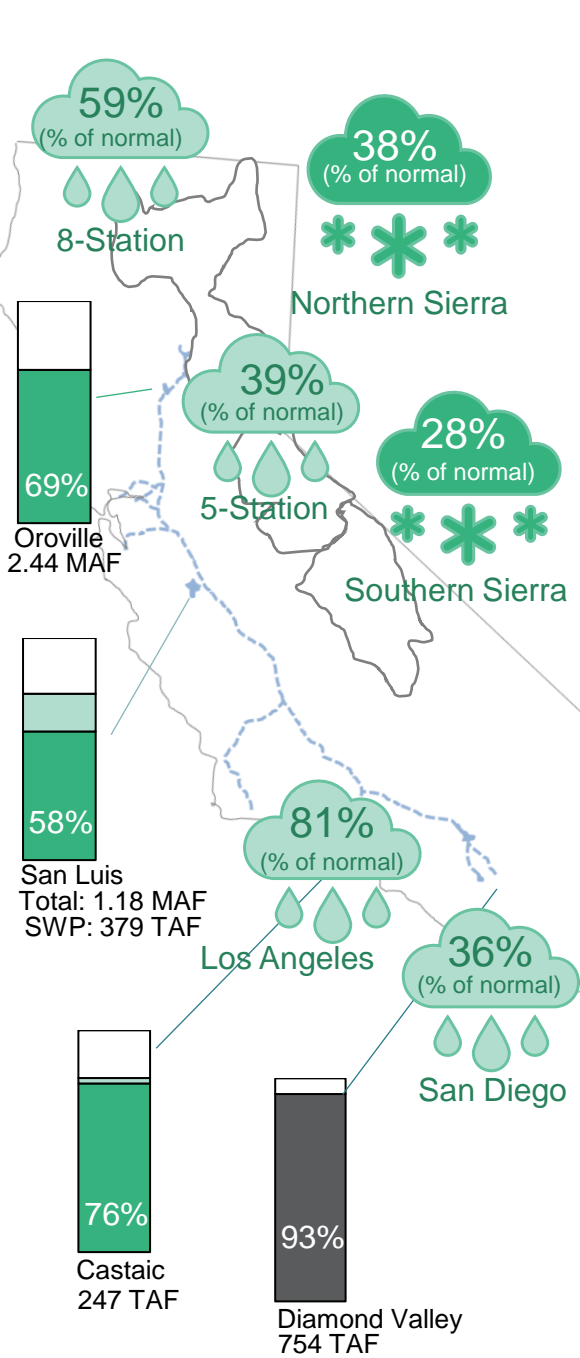 59%
(% of normal)
8-Station
38%
(% of normal)
Northern Sierra
39%
(% of normal)
5-Station
28%
(% of normal)
Southern Sierra
69%
Oroville
2.44 MAF
58%
San Luis
Total: 1.18 MAF
SWP: 379 TAF
81%
(% of normal)
Los Angeles
36%
(% of normal)
San Diego
76%
Castaic
247 TAF
93%
Diamond Valley
754 TAF